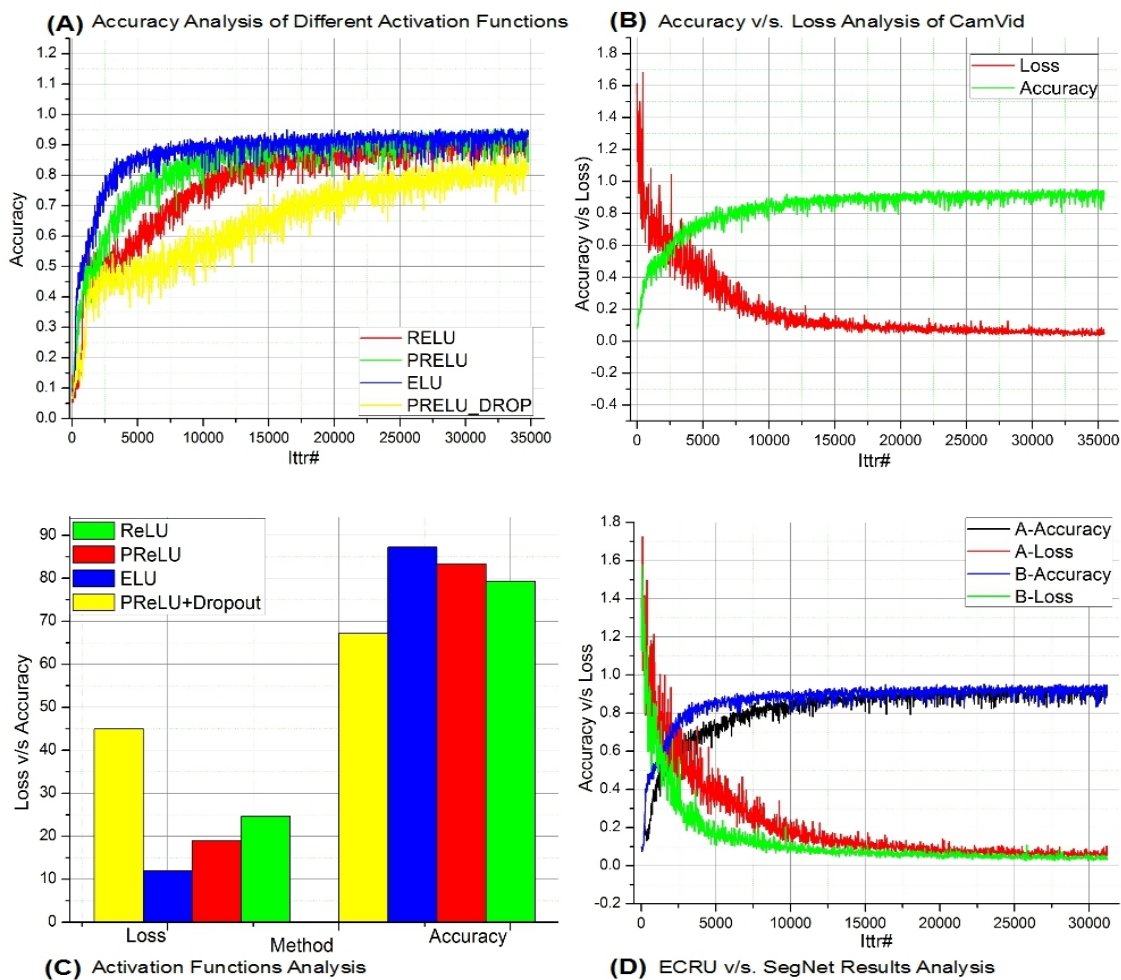 (A) Accuracy Analysis of Different Activation Functions
1.2
1.1
1.0
0.9
0.8
0.7
0.6
0.5
0.4
0.3
0.2
0.1
0.0
Accuracy
RELU
PRELU
ELU
PRELU_DROP
0 5000 10000 15000 20000 25000 30000 35000
Ittr#
(B) Accuracy v/s. Loss Analysis of CamVid
1.8
1.6
1.4
1.2
1.0
0.8
0.6
0.4
0.2
0.0
-0.2
-0.4
Accuracy v/s Loss)
Loss
Accuracy
0 5000 10000 15000 20000 25000 30000 35000
Ittr#
90
80
70
60
50
40
30
20
10
0
Loss v/s Accuracy
ReLU
PReLU
ELU
PReLU+Dropout
Loss Method Accuracy
(C) Activation Functions Analysis
1.8
1.6
1.4
1.2
1.0
0.8
0.6
0.4
0.2
0.0
-0.2
Accuracy v/s Loss
A-Accuracy
A-Loss
B-Accuracy
B-Loss
0 5000 10000 15000 20000 25000 30000
Ittr#
(D) ECRU v/s. SegNet Results Analysis